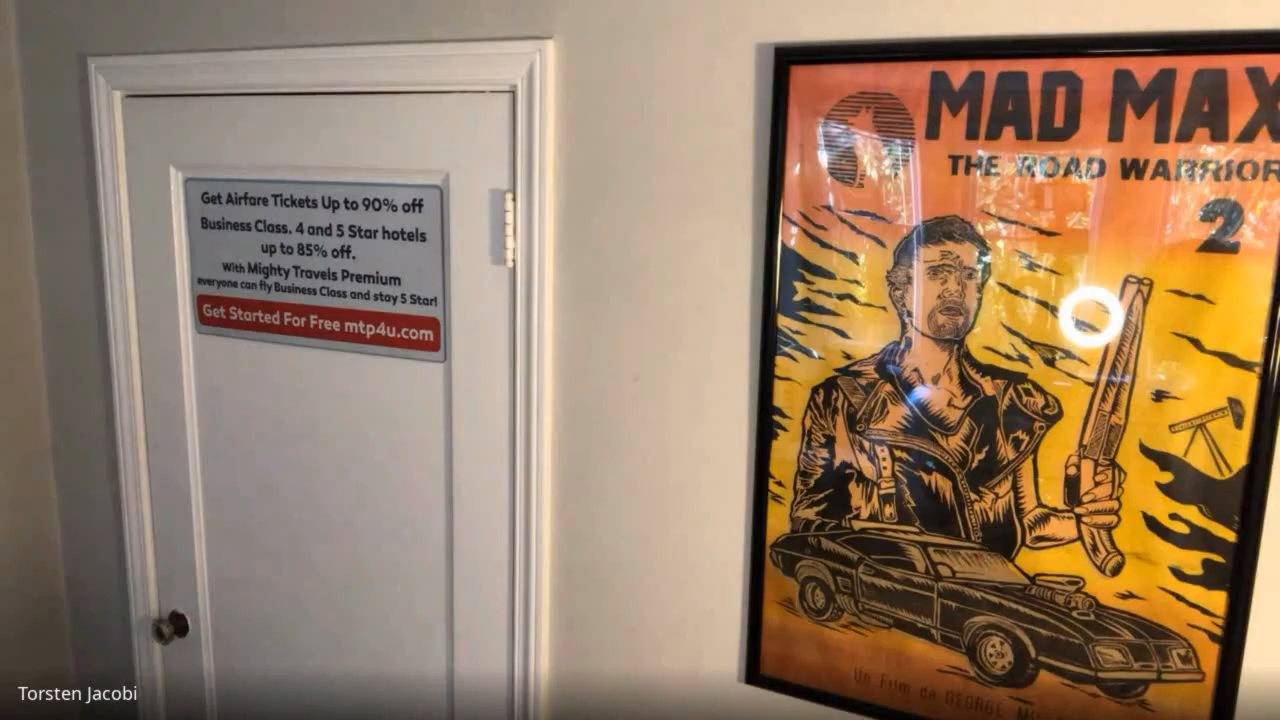 Get Airfare Tickets Up to 90% off
Business Class, 4 and 5 Star hotels
up to 85% off.
With Mighty Travels Premium
everyone can fly Business Class and stay 5 Star!
Get Started For Free mtp4u.com
MAD MAX
THE ROAD WARRIOR
2
Un Film de GEORGE
Torsten Jacobi